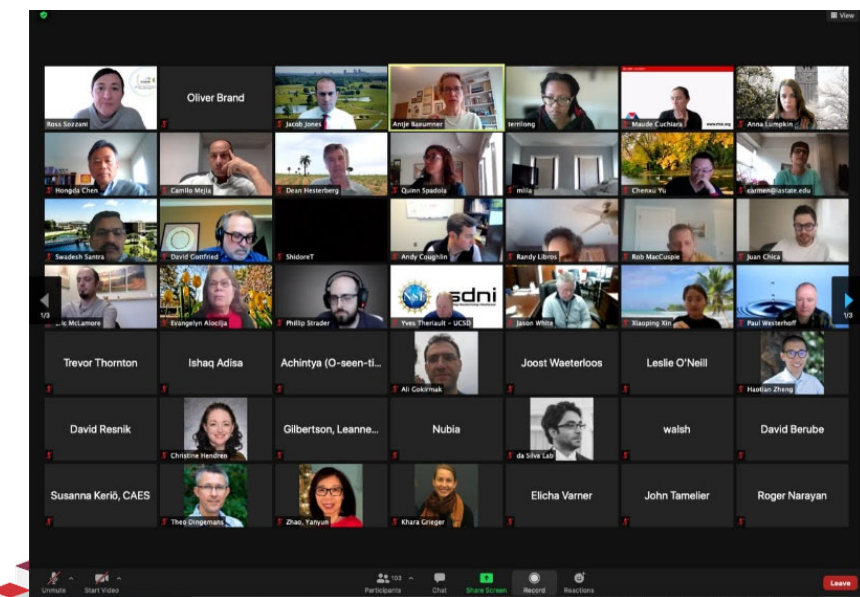 View
Ross Sozzani
Oliver Brand
Jacob Jones
Antje Baeumner
ternlong
Maude Cuchiara
Anna Lumpkin
Hongda Chen
Camilo Mejia
Dean Hesterberg
Quinn Spadola
mlila
Chenxu Yu
carmen@iastate.edu
Swadesh Santra
David Gottfried
ShidoreT
Andy Coughlin
Randy Libros
Rob MacCuspie
Juan Chica
1/3
McLamore
Evangelyn Alocilja
Phillip Strader
NSF sdni
Yves Theriault - UCSD
Jason White
Xiaoping Xin
Paul Westerhoff
1/3
Trevor Thornton
Ishaq Adisa
Achintya (O-seen-ti...
Ali Gokirmak
Joost Waeterloos
Leslie O'Neill
Haotian Zheng
David Resnik
Christine Hendren
Gilbertson, Leanne...
Nubia
da Silva Lab
walsh
David Berube
Susanna Keriö, CAES
Theo Dingemans
Zhao, Yanyun
Khara Grieger
Elicha Varner
John Tamelier
Roger Narayan
Unmute
Start Video
103
Participants
Chat
Share Screen
Record
Reactions
Leave